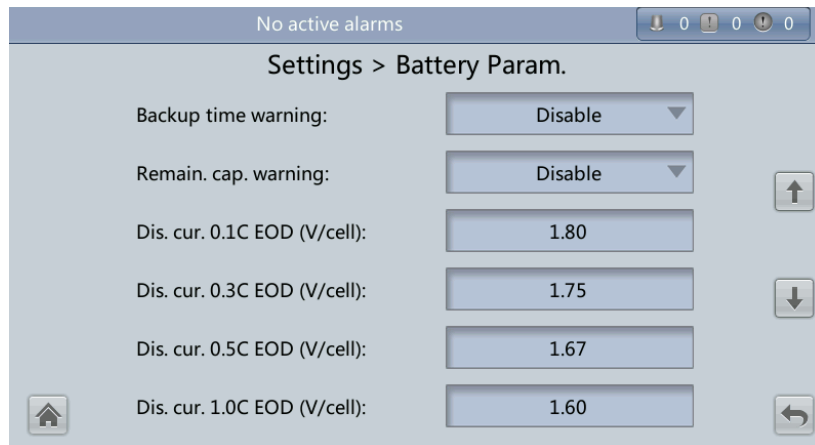 No active alarms 0 0 0
Settings > Battery Param.
Backup time warning: Disable
Remain. cap. warning: Disable
Dis. cur. 0.1C EOD (V/cell): 1.80
Dis. cur. 0.3C EOD (V/cell): 1.75
Dis. cur. 0.5C EOD (V/cell): 1.67
Dis. cur. 1.0C EOD (V/cell): 1.60